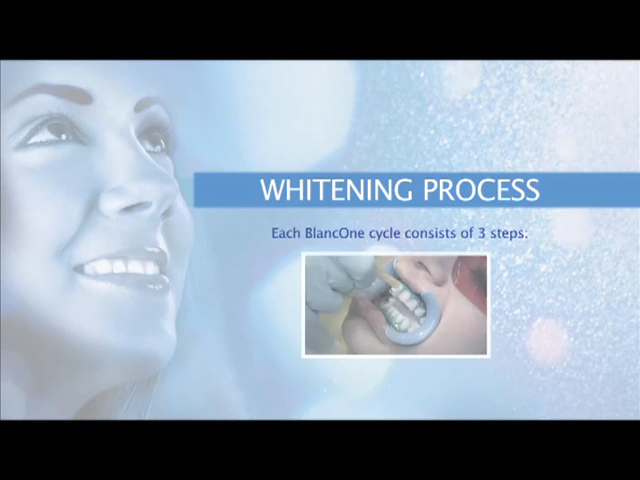 WHITENING PROCESS
Each BlancOne cycle consists of 3 steps: